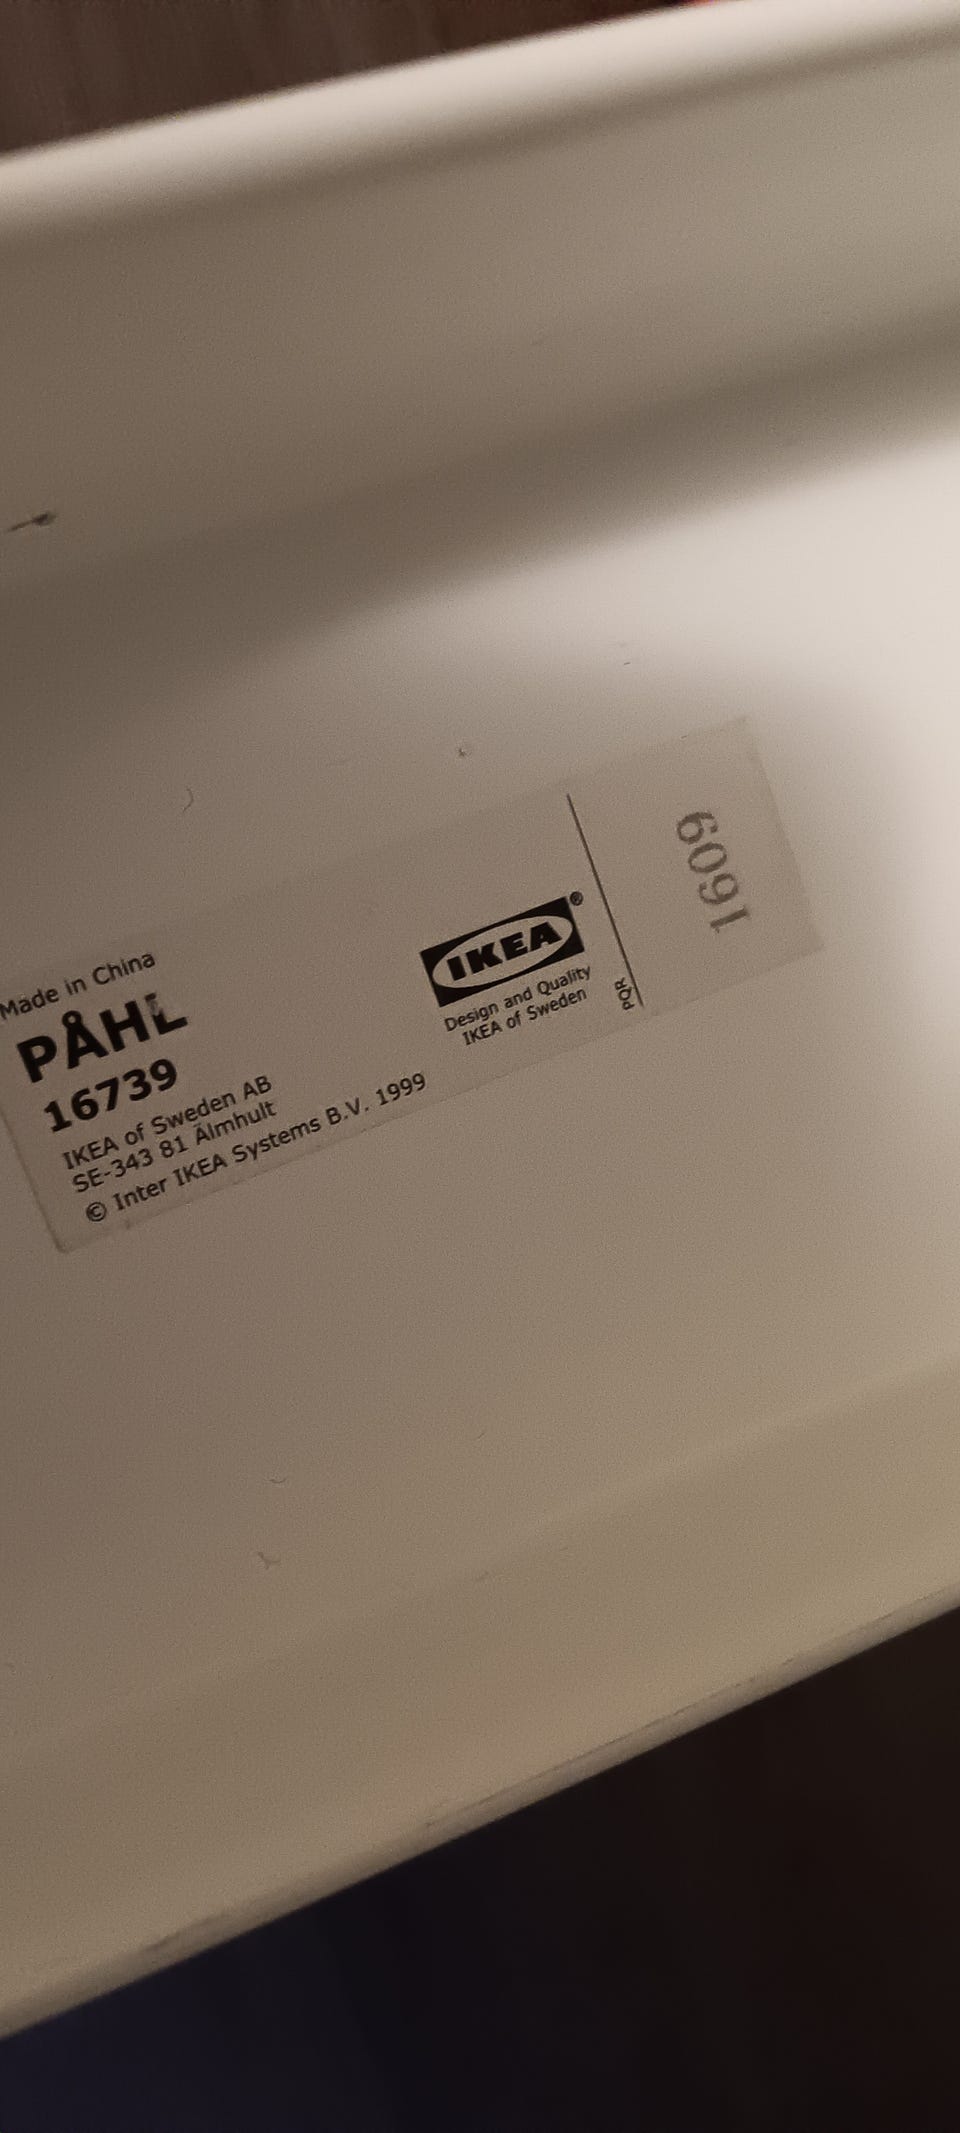 Made in China
PÅHL
16739
IKEA of Sweden AB
SE-343 81 Älmhult
© Inter IKEA Systems B.V. 1999
IKEA®
Design and Quality
IKEA of Sweden
PQR
1609